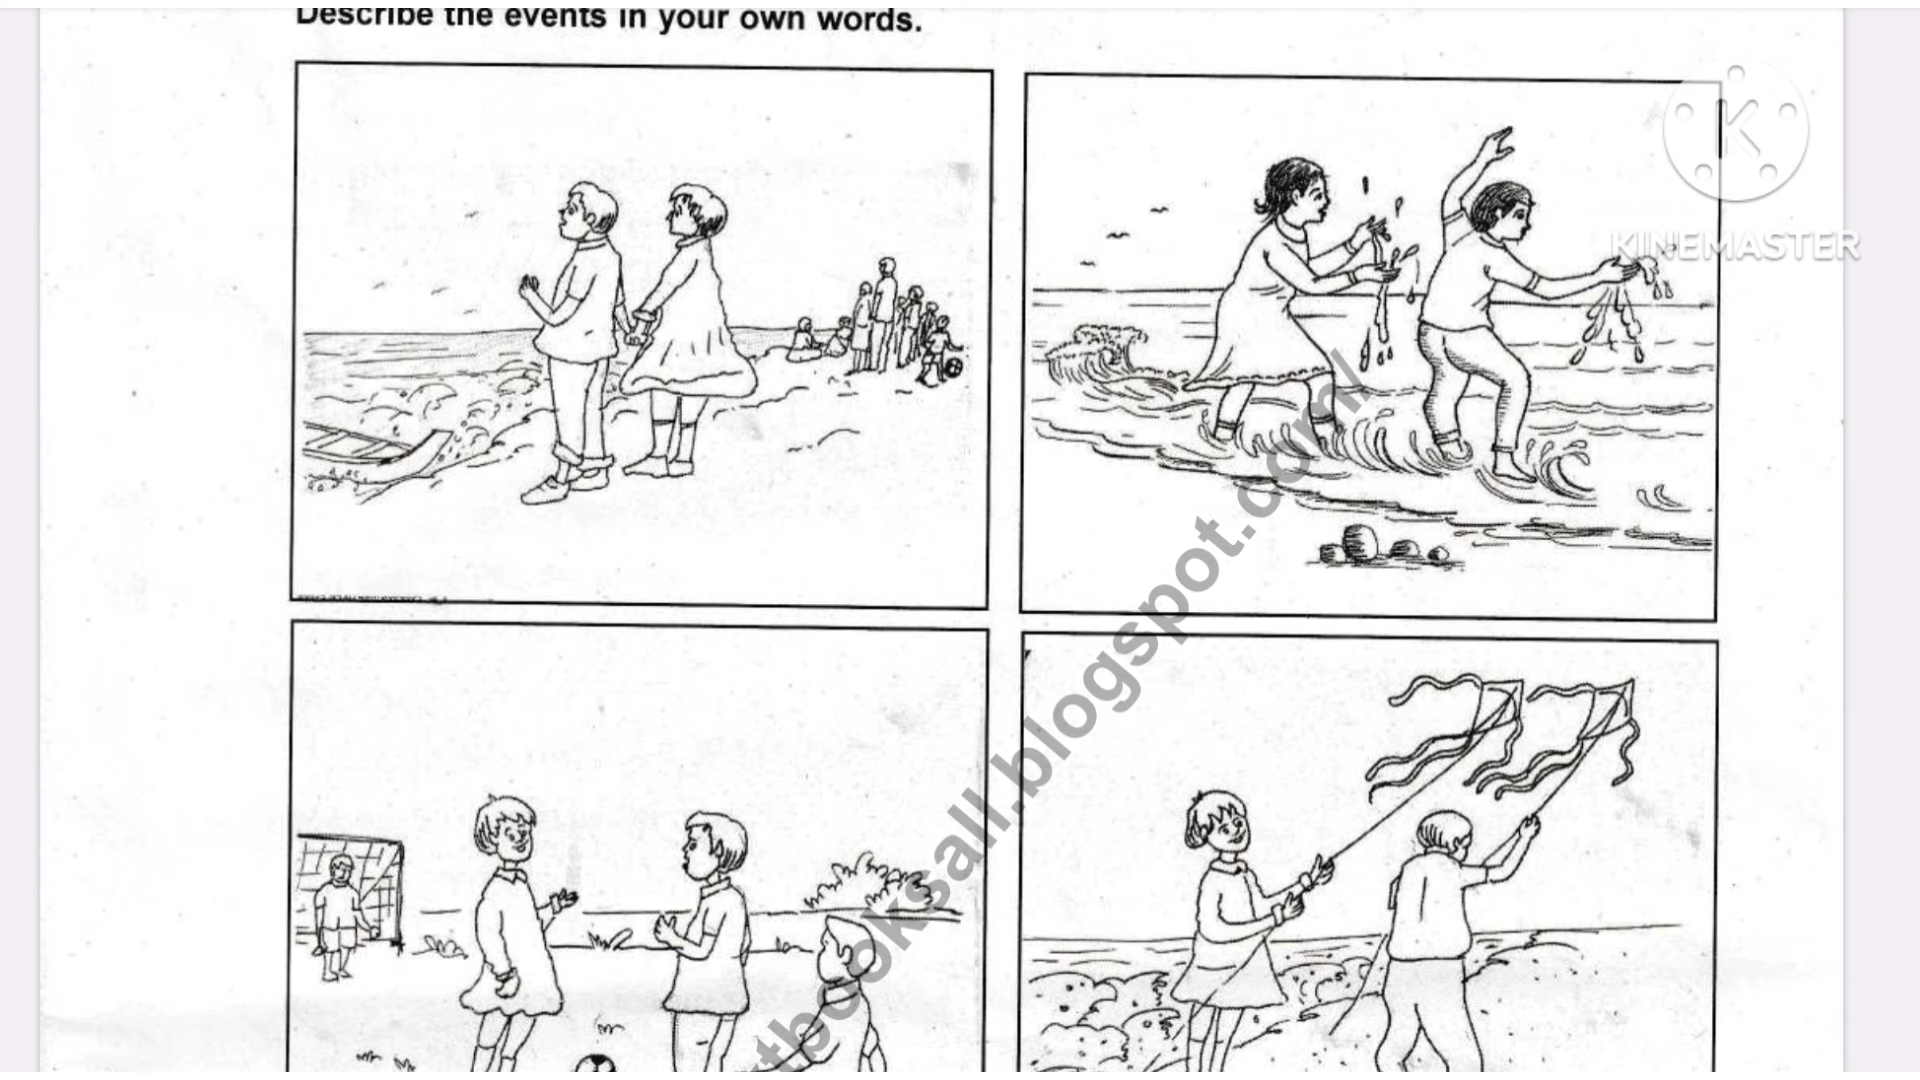 Describe the events in your own words.
K
KINEMASTER
tbooksall.blogspot.com/